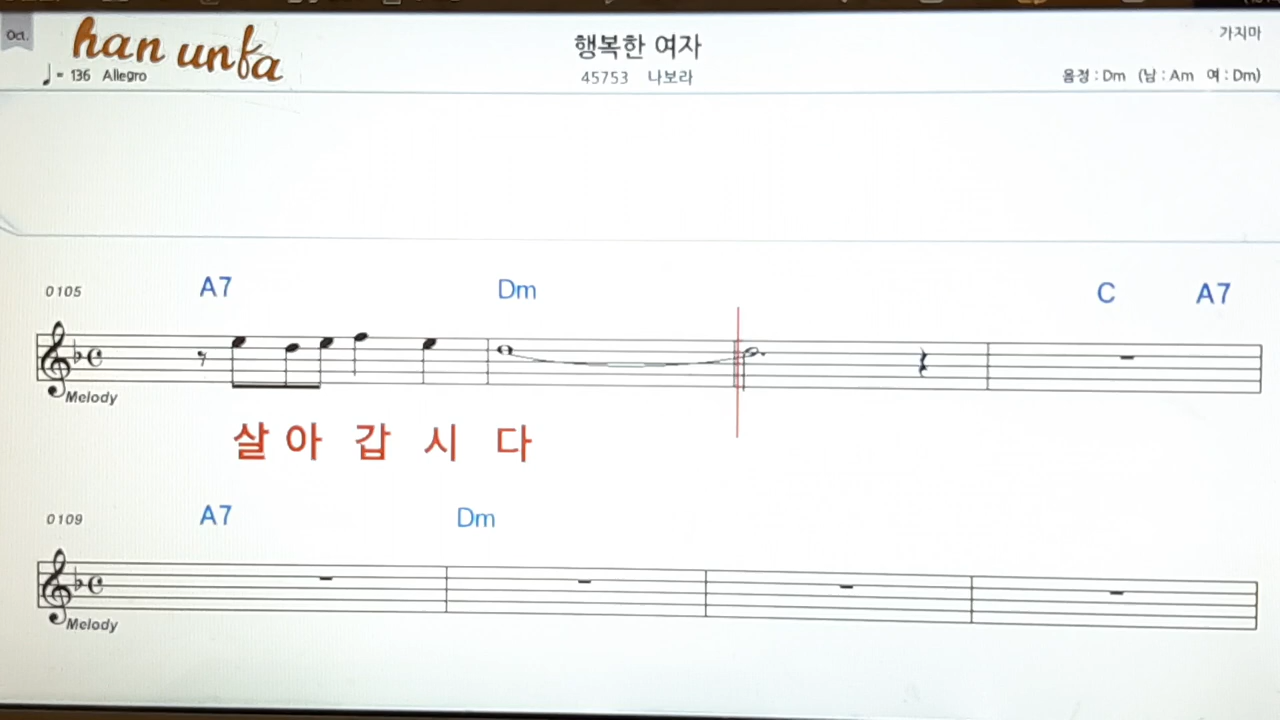 Oct.
han unfa
♩= 136 Allegro
행복한 여자
45753 나보라
가지마
음정 : Dm (남 : Am 여 : Dm)
0105 A7 Dm C A7
Melody
살 아 갑 시 다
0109 A7 Dm
Melody